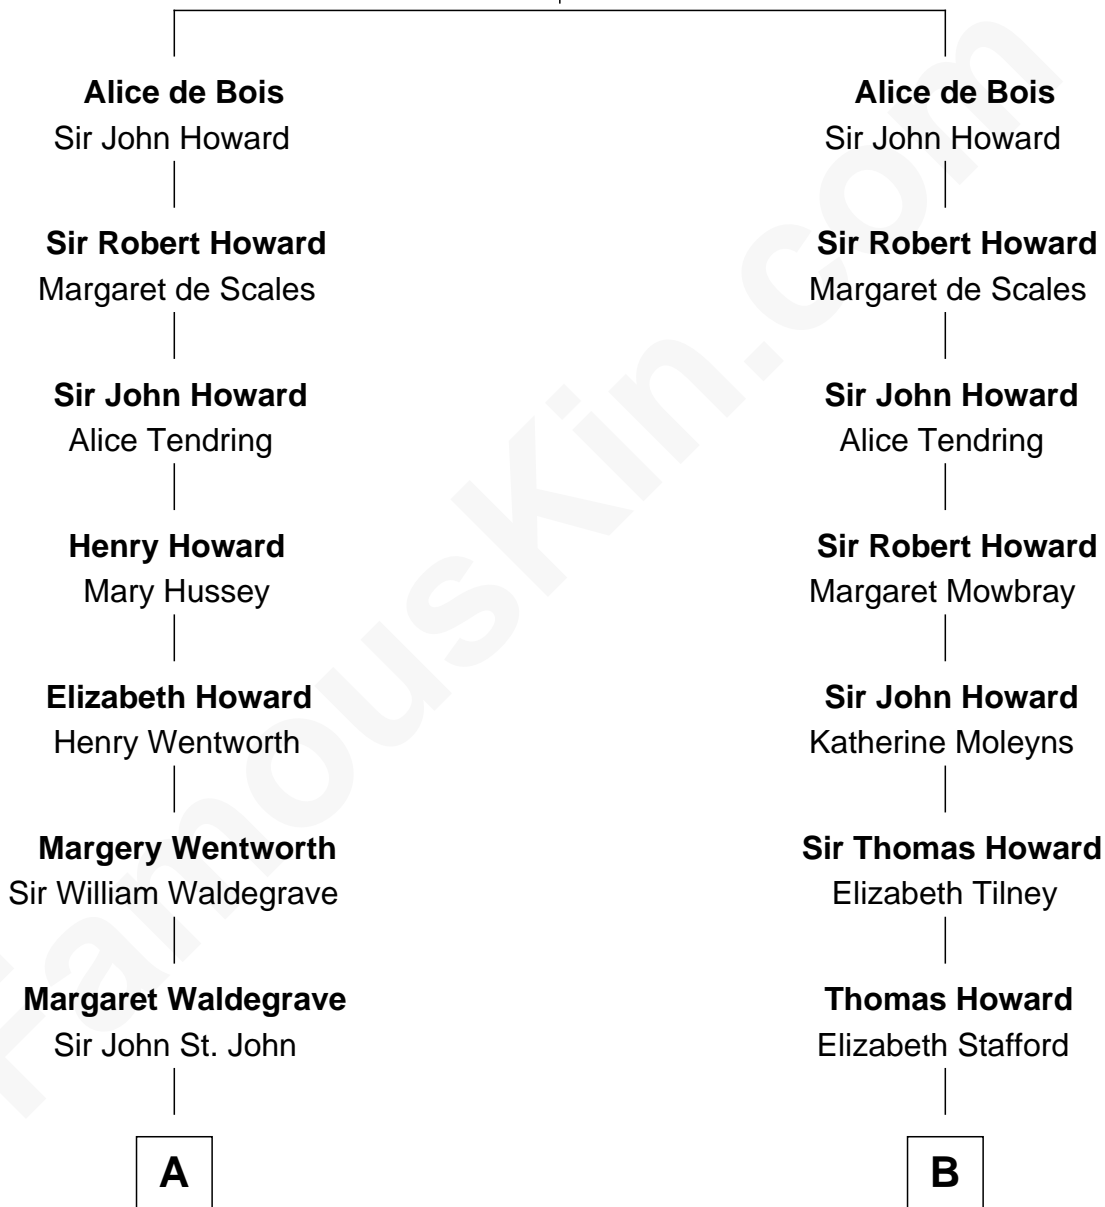 Alice de Bois
Sir John Howard
Sir Robert Howard
Margaret de Scales
Sir John Howard
Alice Tendring
Henry Howard
Mary Hussey
Elizabeth Howard
Henry Wentworth
Margery Wentworth
Sir William Waldegrave
Margaret Waldegrave
Sir John St. John
A
Alice de Bois
Sir John Howard
Sir Robert Howard
Margaret de Scales
Sir John Howard
Alice Tendring
Sir Robert Howard
Margaret Mowbray
Sir John Howard
Katherine Moleyns
Sir Thomas Howard
Elizabeth Tilney
Thomas Howard
Elizabeth Stafford
B
FamousKin.com